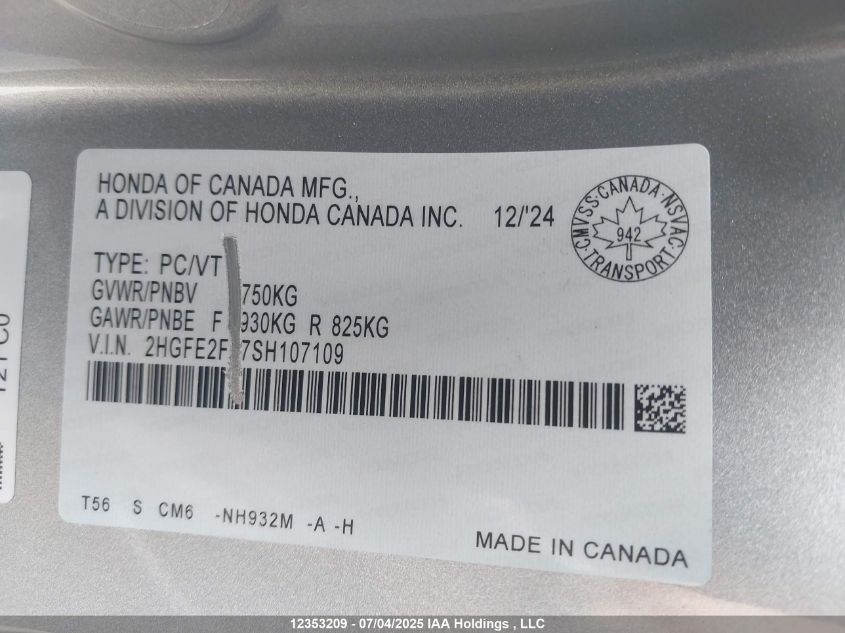 HONDA OF CANADA MFG.,
A DIVISION OF HONDA CANADA INC. 12/'24
CMVSS·CANADA·NSVAC·TRANSPORT·
942
TYPE: PC/VT
GVWR/PNBV 750KG
GAWR/PNBE F 930KG R 825KG
V.I.N. 2HGFE2F 7SH107109
T56 S CM6 -NH932M -A -H
MADE IN CANADA
12353209 - 07/04/2025 IAA Holdings , LLC